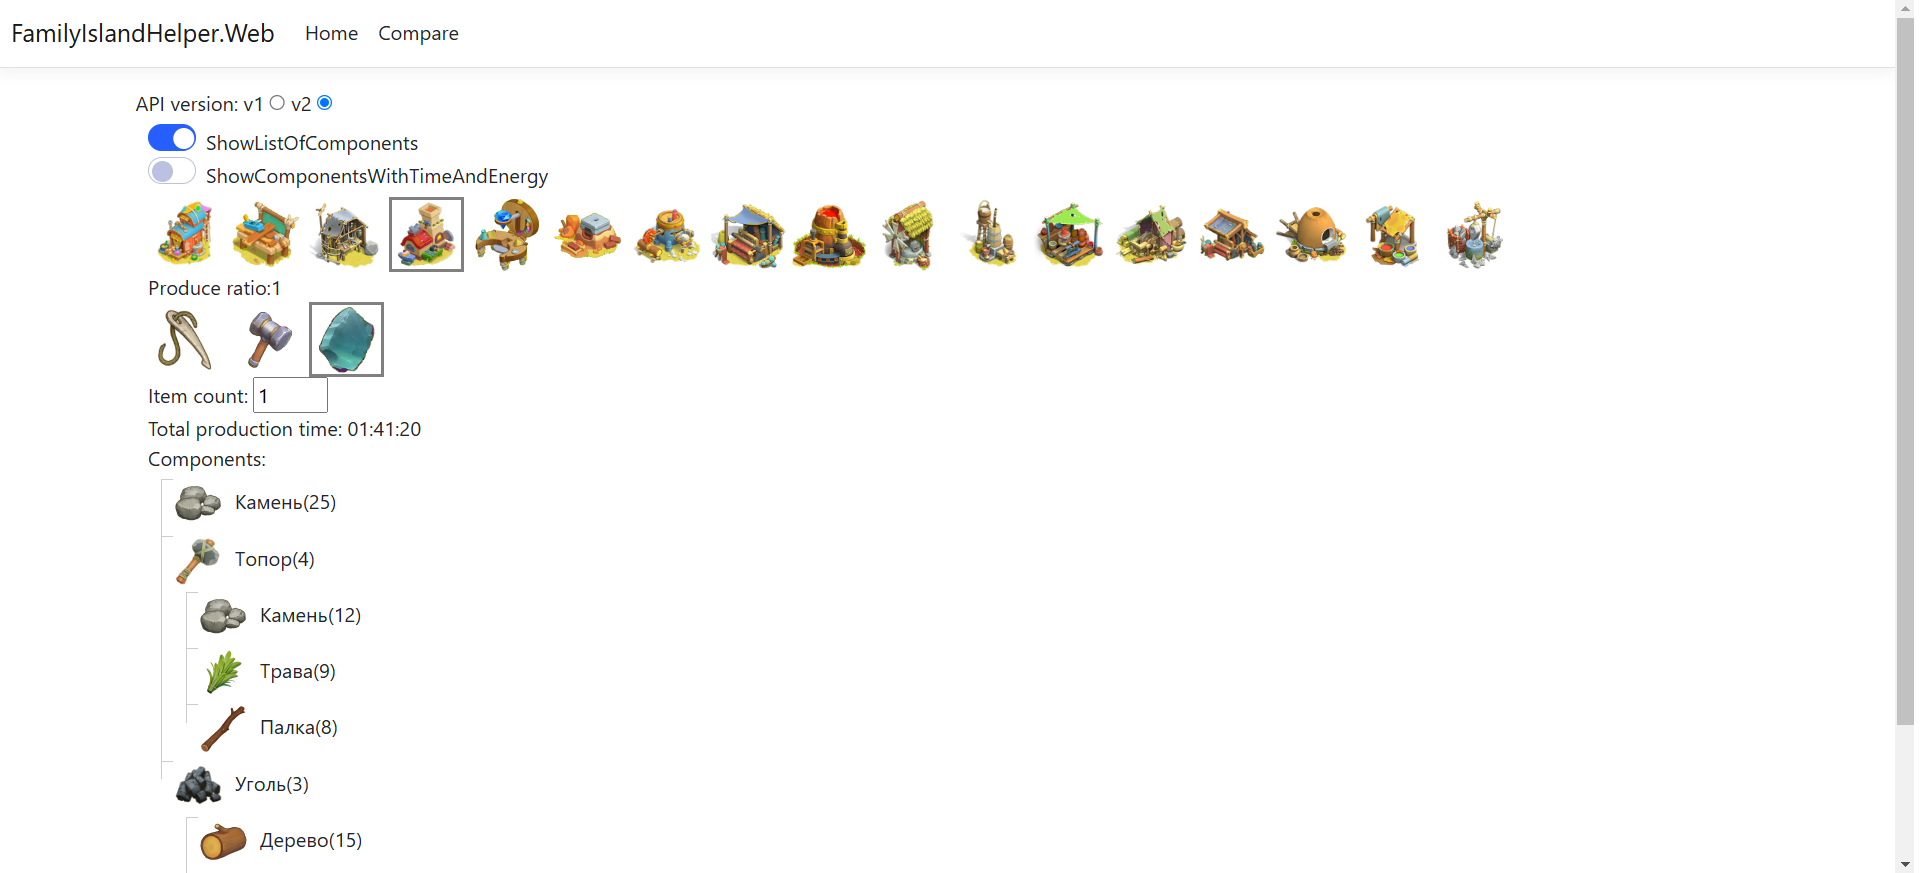 FamilyIslandHelper.Web Home Compare
API version: v1 v2
ShowListOfComponents
ShowComponentsWithTimeAndEnergy
Produce ratio:1
Item count: 1
Total production time: 01:41:20
Components:
Камень(25)
Топор(4)
Камень(12)
Трава(9)
Палка(8)
Уголь(3)
Дерево(15)